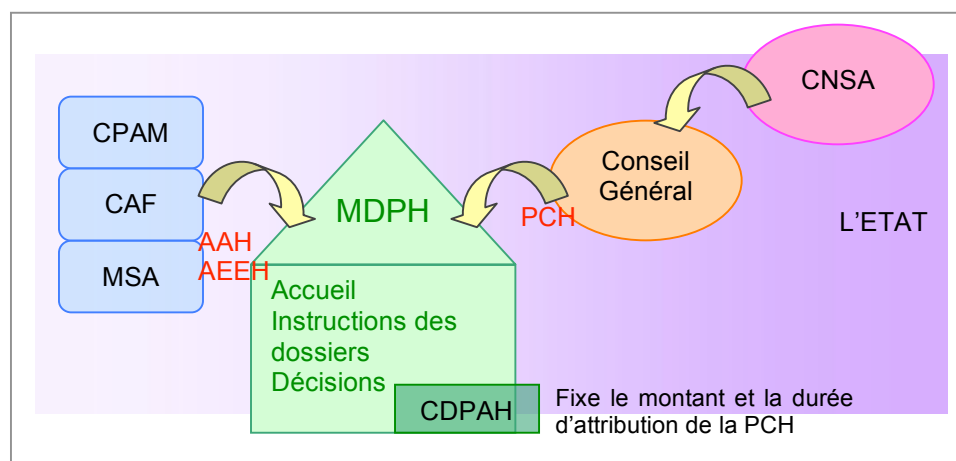 CNSA
CPAM
CAF
MSA
AAH
AEEH
MDPH
PCH
Conseil
Général
L'ETAT
Accueil
Instructions des
dossiers
Décisions
CDPAH
Fixe le montant et la durée
d'attribution de la PCH